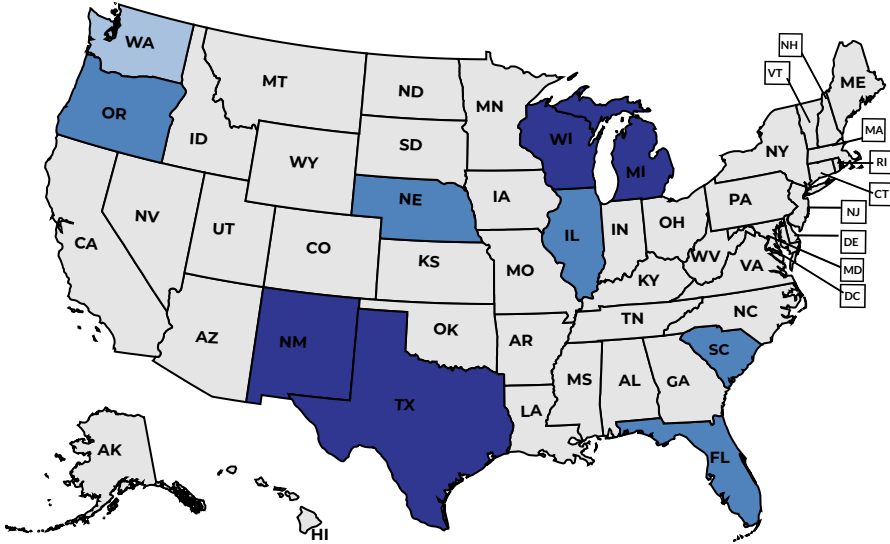 WA
MT
ND
MN
OR
ID
WY
SD
WI
MI
NH
VT
ME
NY
MA
RI
CT
NJ
DE
MD
DC
NV
UT
CO
NE
IA
IL
IN
OH
PA
CA
KS
MO
KY
WV
VA
AZ
NM
OK
AR
TN
NC
SC
TX
LA
MS
AL
GA
FL
AK
HI